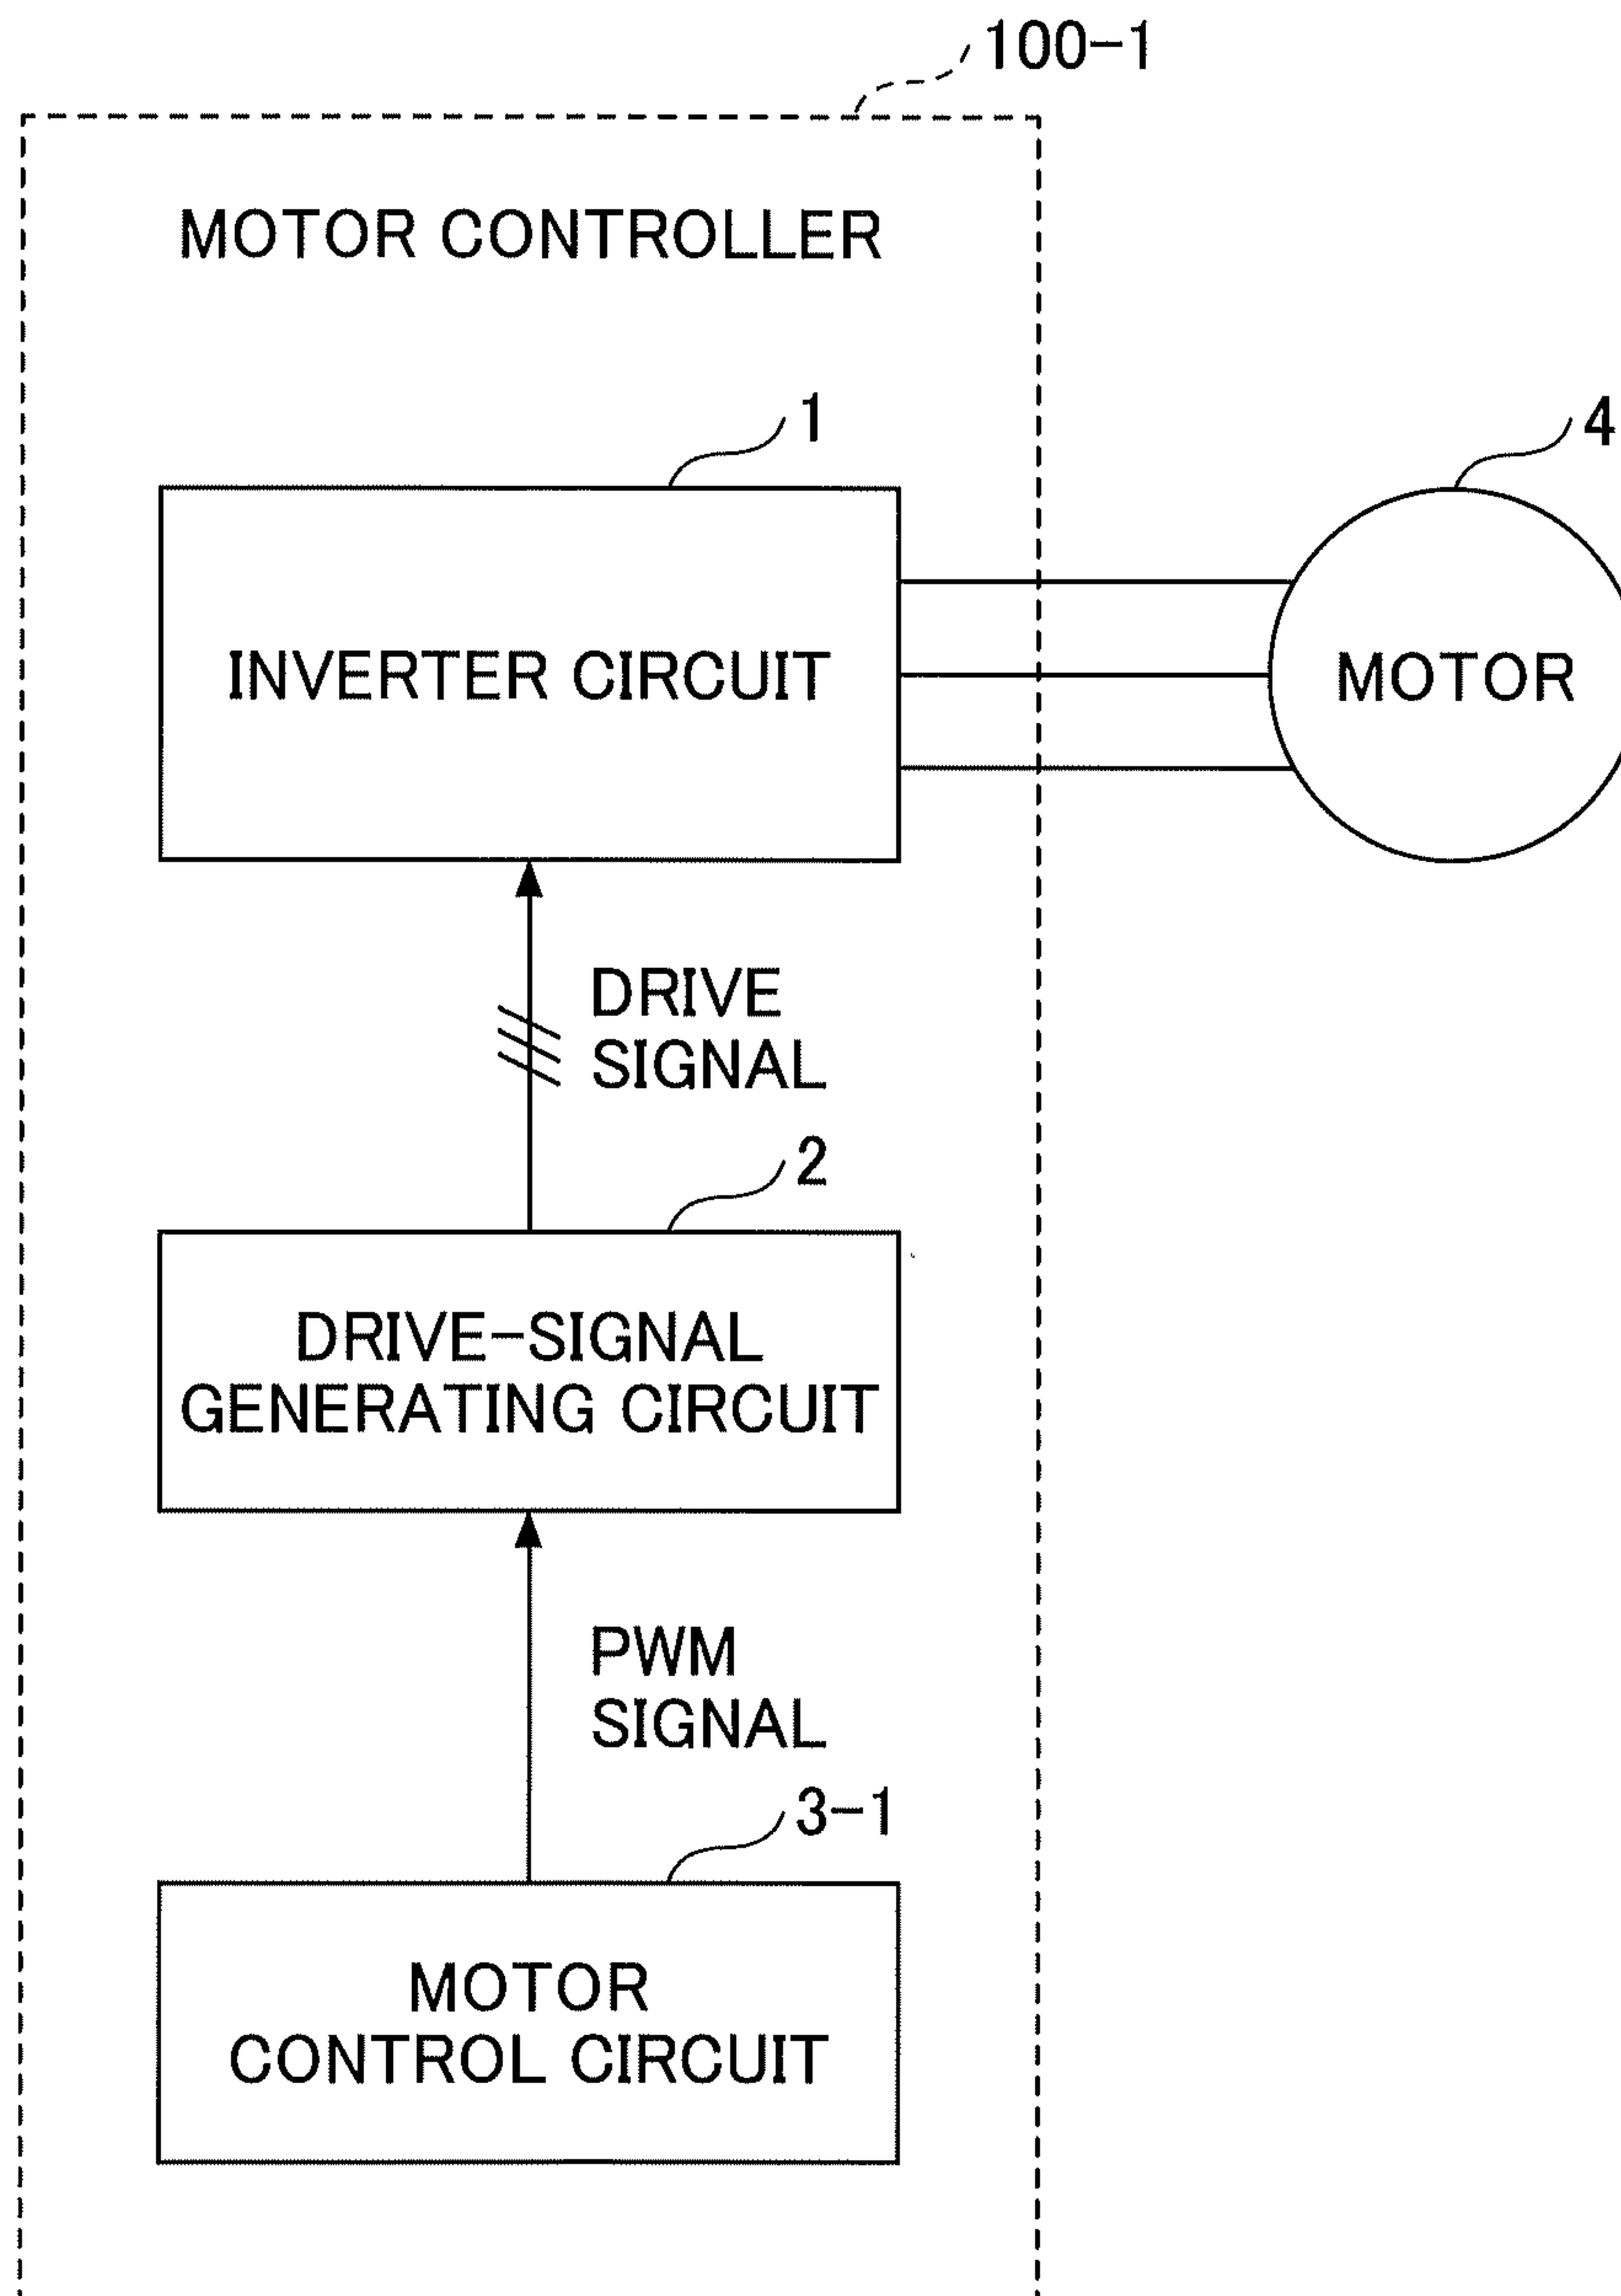 100-1
MOTOR CONTROLLER
1
4
INVERTER CIRCUIT
MOTOR
DRIVE
SIGNAL
2
DRIVE-SIGNAL
GENERATING CIRCUIT
PWM
SIGNAL
3-1
MOTOR
CONTROL CIRCUIT